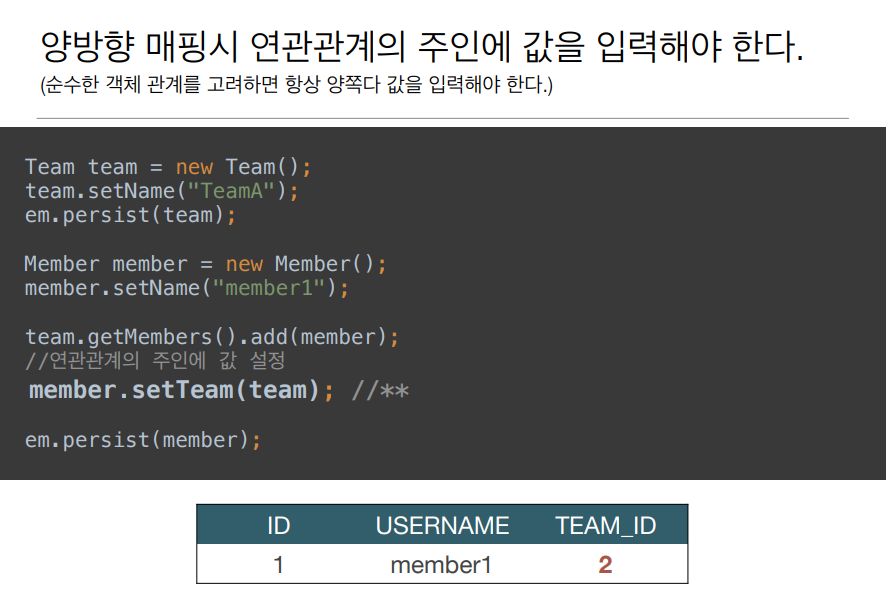 양방향 매핑시 연관관계의 주인에 값을 입력해야 한다.
(순수한 객체 관계를 고려하면 항상 양쪽다 값을 입력해야 한다.)
Team team = new Team();
team.setName("TeamA");
em.persist(team);
Member member = new Member();
member.setName("member1");
team.getMembers().add(member);
//연관관계의 주인에 값 설정
member.setTeam(team); //**
em.persist(member);
ID USERNAME TEAM_ID
1 member1 2